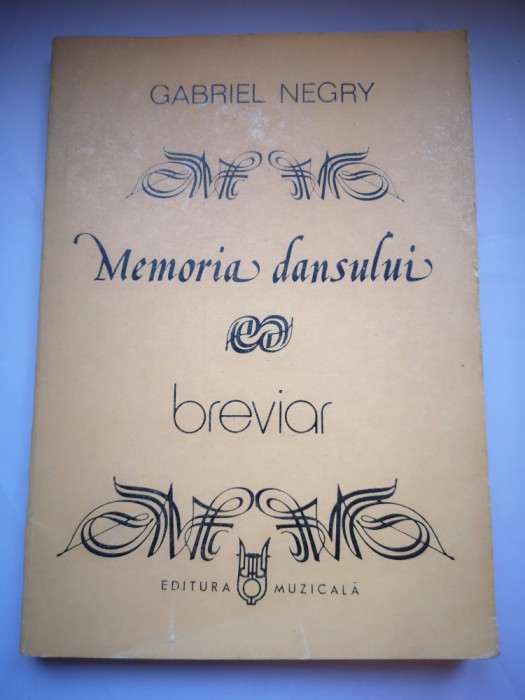 GABRIEL NEGRY
Memoria dansului
breviar
EDITURA MUZICALĂ